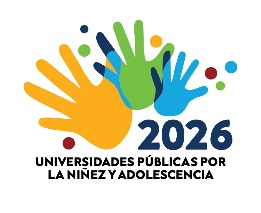 2026
UNIVERSIDADES PÚBLICAS POR
LA NIÑEZ Y ADOLESCENCIA